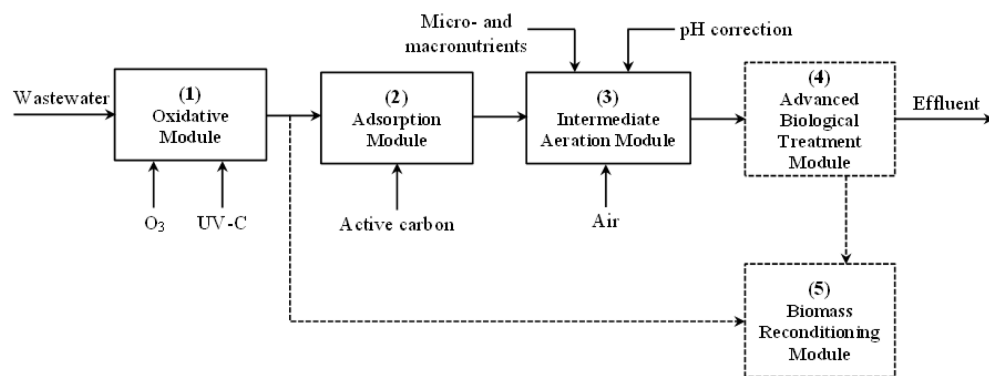 Micro- and
macronutrients
pH correction
Wastewater
(1)
Oxidative
Module
(2)
Adsorption
Module
(3)
Intermediate
Aeration Module
(4)
Advanced
Biological
Treatment
Module
Effluent
O₃
UV-C
Active carbon
Air
(5)
Biomass
Reconditioning
Module